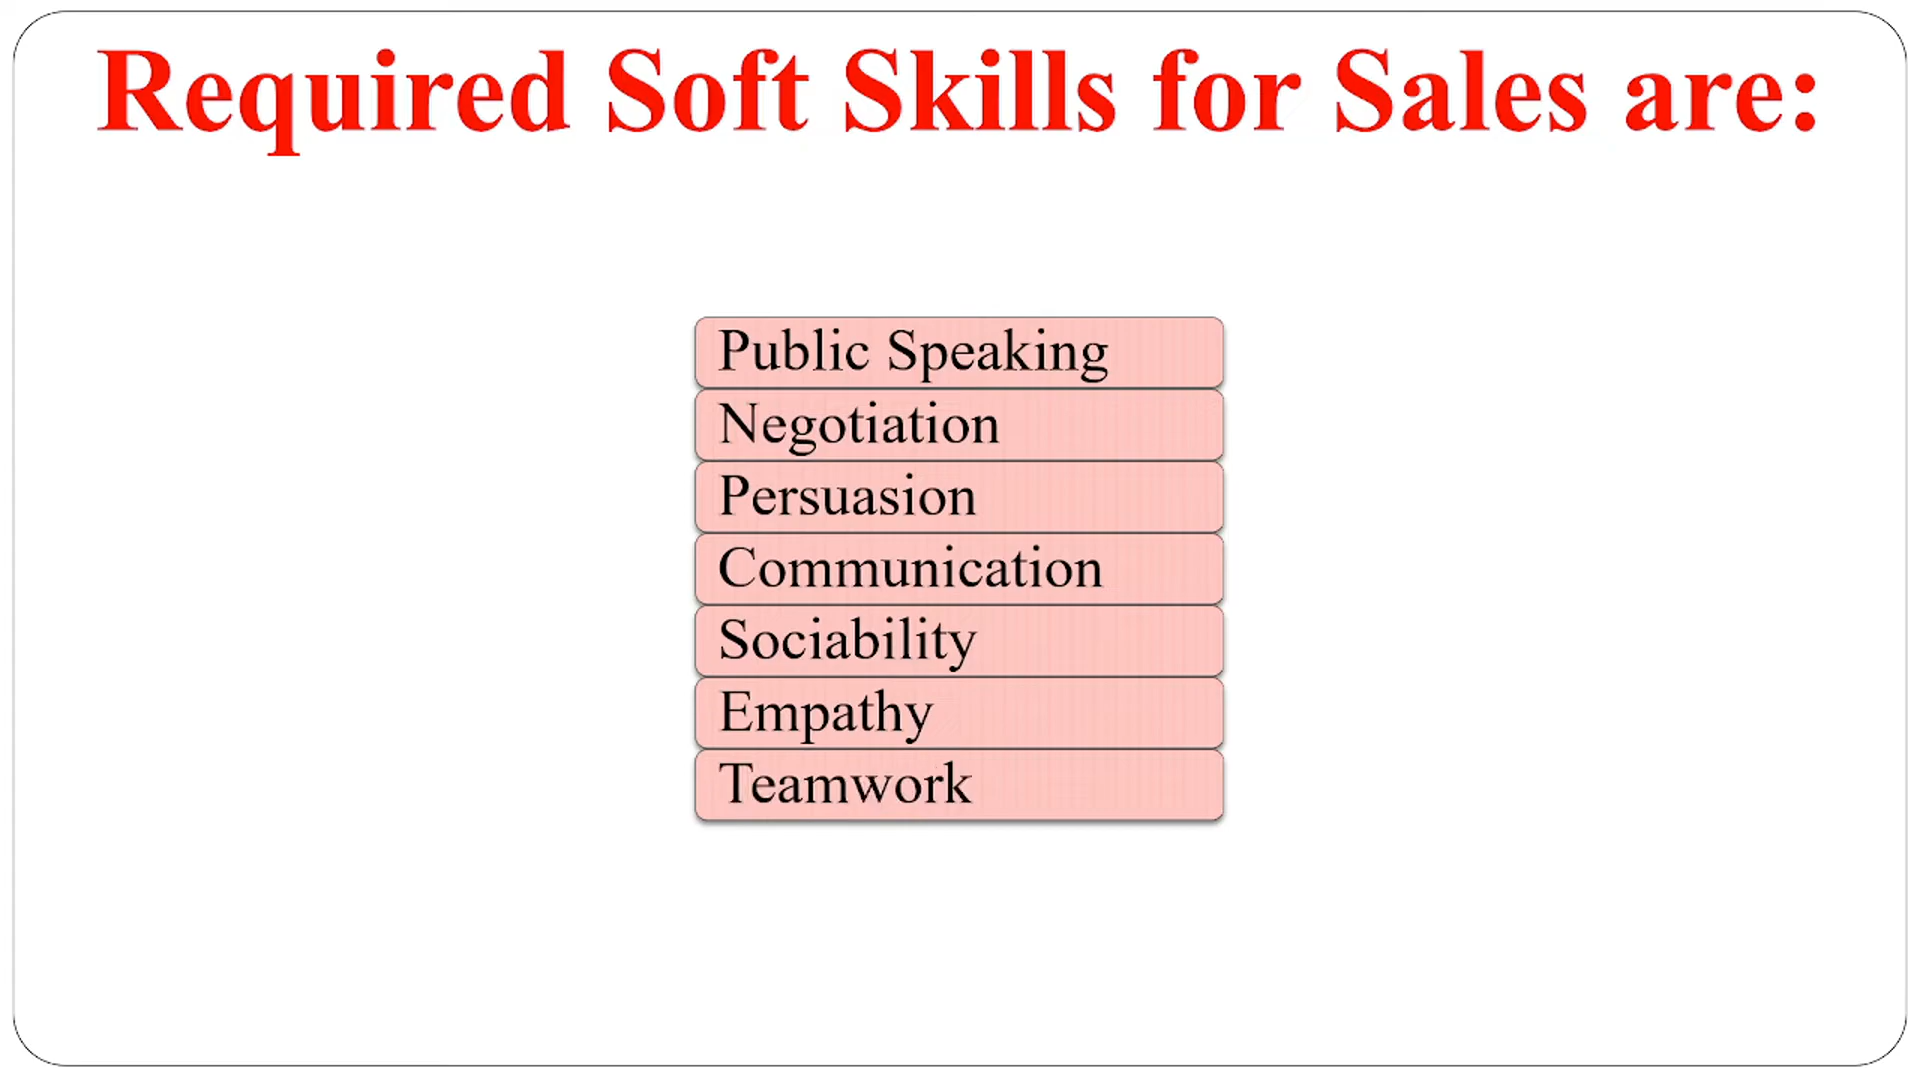 Required Soft Skills for Sales are:
Public Speaking
Negotiation
Persuasion
Communication
Sociability
Empathy
Teamwork